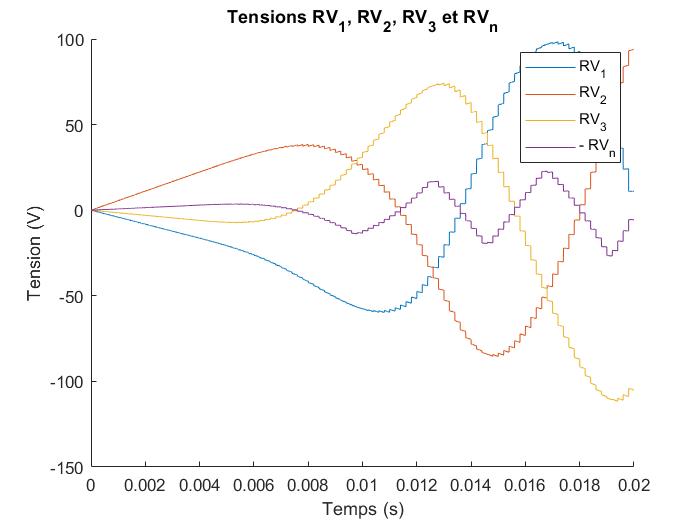 Tensions RV1, RV2, RV3 et RVn
100
50
0
-50
-100
-150
Tension (V)
RV1
RV2
RV3
- RVn
0 0.002 0.004 0.006 0.008 0.01 0.012 0.014 0.016 0.018 0.02
Temps (s)